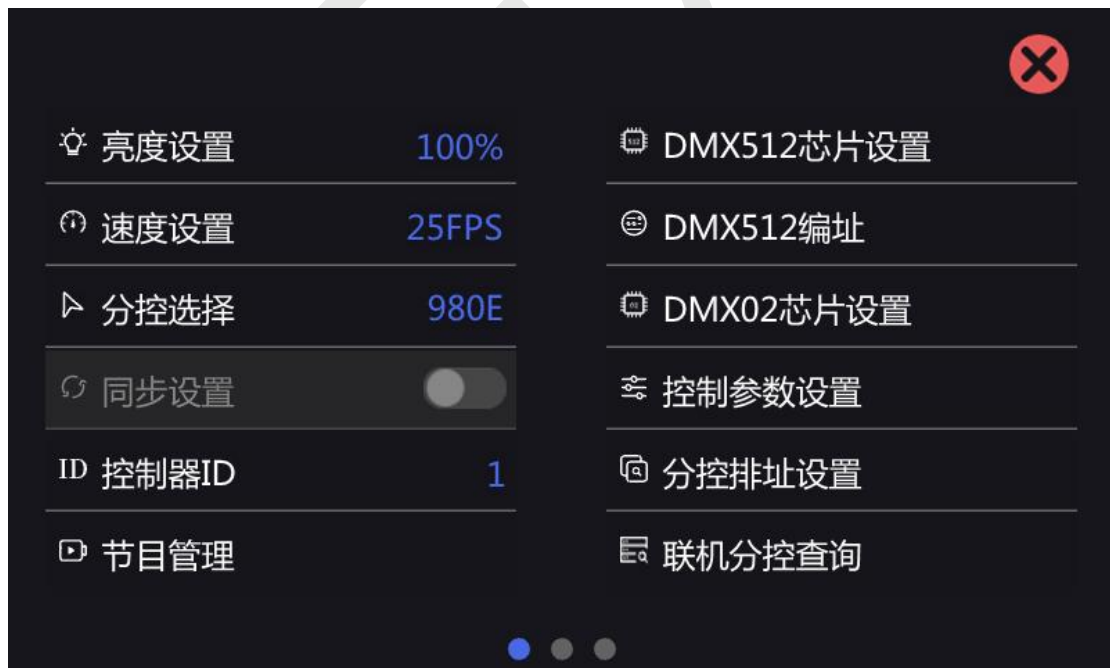 亮度设置 100%
速度设置 25FPS
分控选择 980E
同步设置
ID 控制器ID 1
节目管理
DMX512芯片设置
DMX512编址
DMX02芯片设置
控制参数设置
分控排址设置
联机分控查询